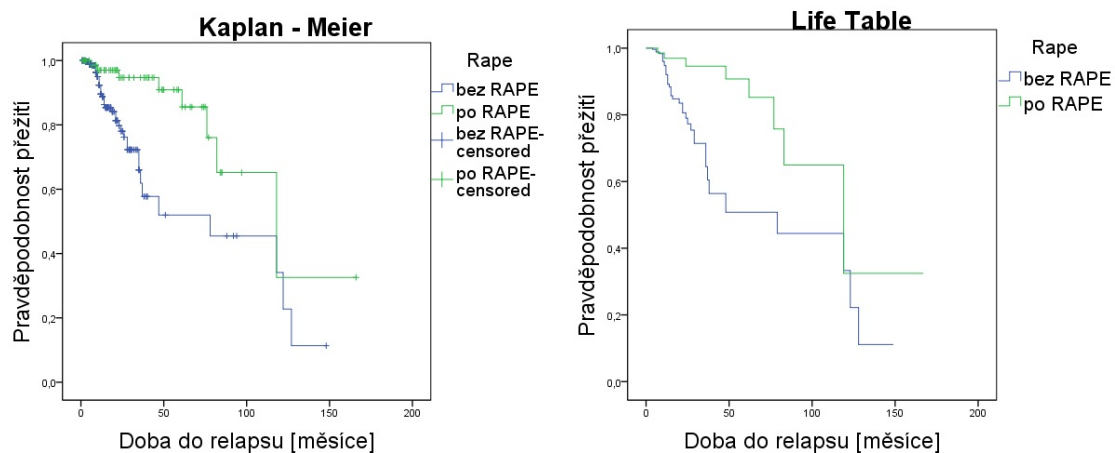 Kaplan - Meier
Rape
bez RAPE
po RAPE
bez RAPE-
censored
po RAPE-
censored
Pravděpodobnost přežití
1,0
0,8
0,6
0,4
0,2
0,0
0
50
100
150
200
Doba do relapsu [měsíce]
Life Table
Rape
bez RAPE
po RAPE
Pravděpodobnost přežití
1,0
0,8
0,6
0,4
0,2
0,0
0
50
100
150
200
Doba do relapsu [měsíce]